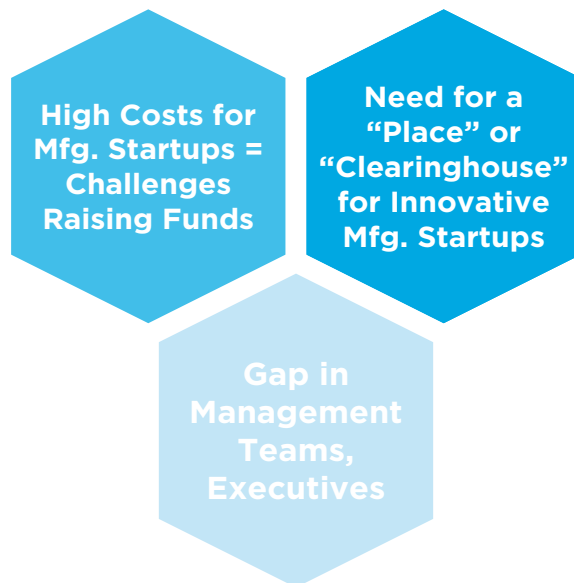 High Costs for
Mfg. Startups =
Challenges
Raising Funds
Need for a
“Place” or
“Clearinghouse”
for Innovative
Mfg. Startups
Gap in
Management
Teams,
Executives